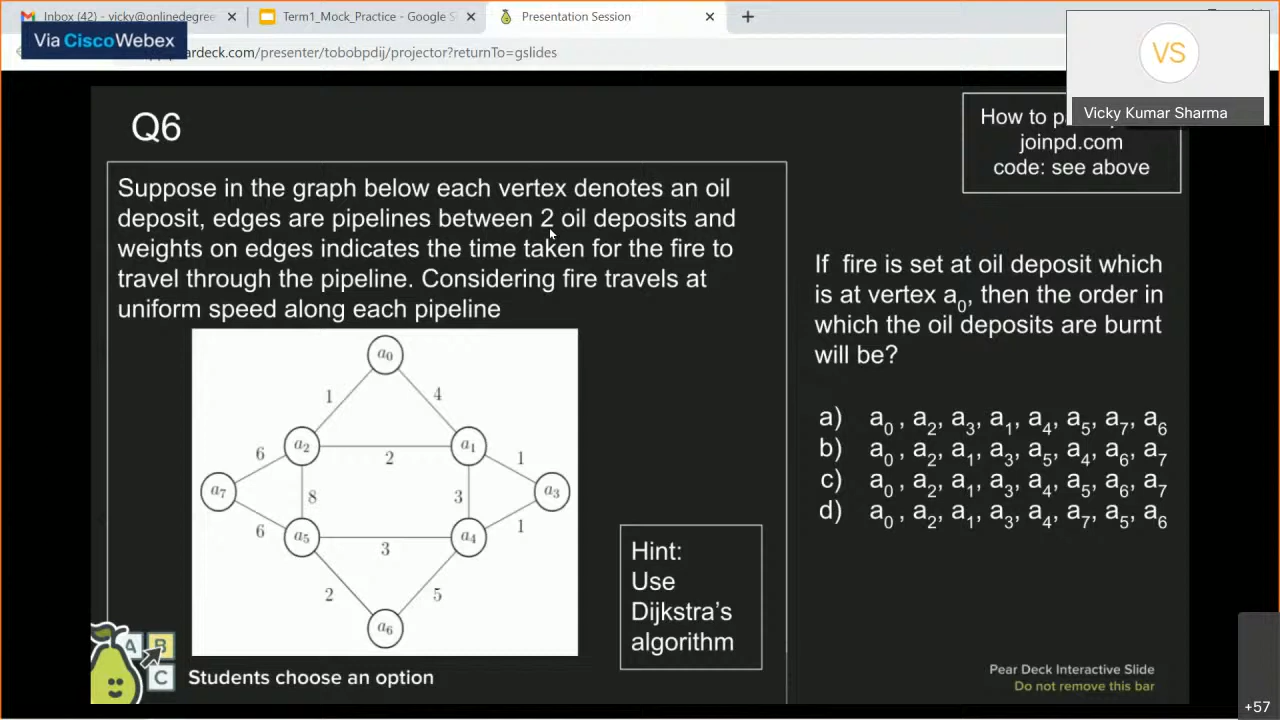 Inbox (42) - vicky@onlinedegre
Term1_Mock_Practice - Google S
Presentation Session
Via CiscoWebex
ardeck.com/presenter/tobobpdij/projector?returnTo=gslides
VS
Vicky Kumar Sharma
Q6
How to
joinpd.com
code: see above
Suppose in the graph below each vertex denotes an oil
deposit, edges are pipelines between 2 oil deposits and
weights on edges indicates the time taken for the fire to
travel through the pipeline. Considering fire travels at
uniform speed along each pipeline
If fire is set at oil deposit which
is at vertex a0, then the order in
which the oil deposits are burnt
will be?
a) a0 , a2, a3, a1, a4, a5, a7, a6
b) a0 , a2, a1, a3, a5, a4, a6, a7
c) a0 , a2, a1, a3, a4, a5, a6, a7
d) a0 , a2, a1, a3, a4, a7, a5, a6
a0
1 4
a2 a1
6 2 1
a7 8 3 a3
6 1
a5 3 a4
2 5
a6
Hint:
Use
Dijkstra's
algorithm
A B
C
Students choose an option
Pear Deck Interactive Slide
Do not remove this bar
+57